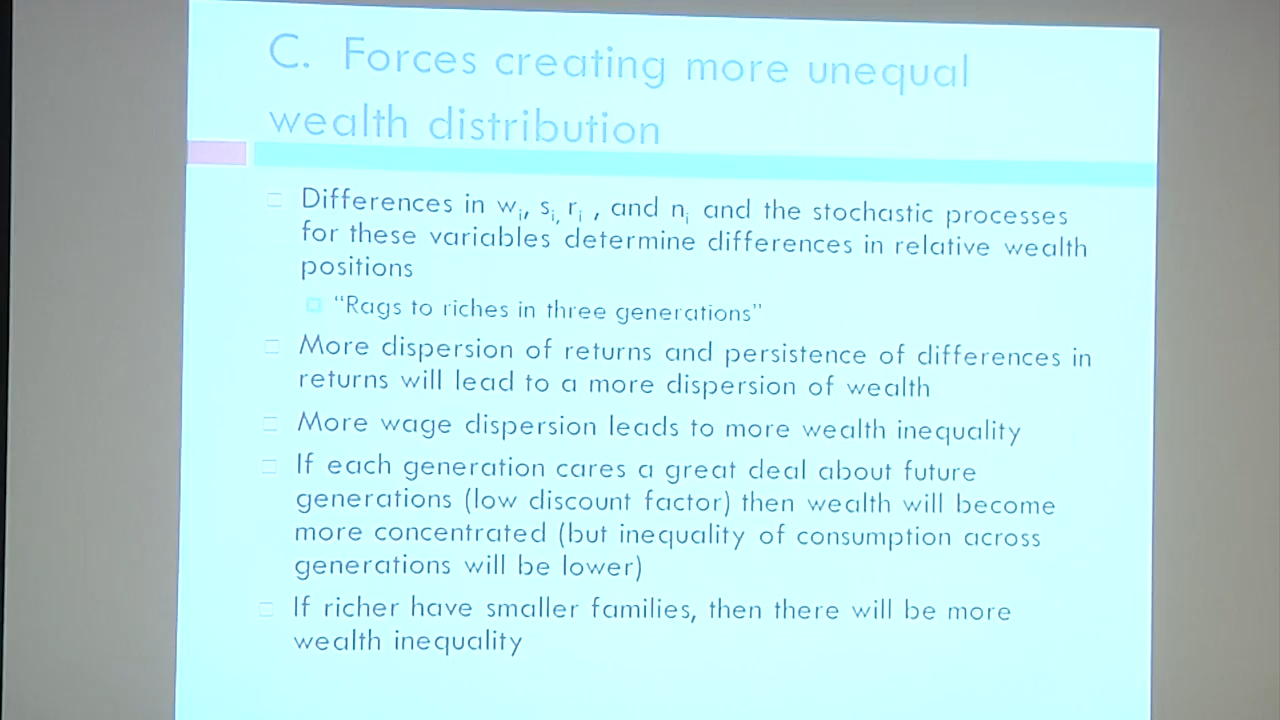 C. Forces creating more unequal
wealth distribution
Differences in wi, si, ri , and ni and the stochastic processes
for these variables determine differences in relative wealth
positions
“Rags to riches in three generations”
More dispersion of returns and persistence of differences in
returns will lead to a more dispersion of wealth
More wage dispersion leads to more wealth inequality
If each generation cares a great deal about future
generations (low discount factor) then wealth will become
more concentrated (but inequality of consumption across
generations will be lower)
If richer have smaller families, then there will be more
wealth inequality